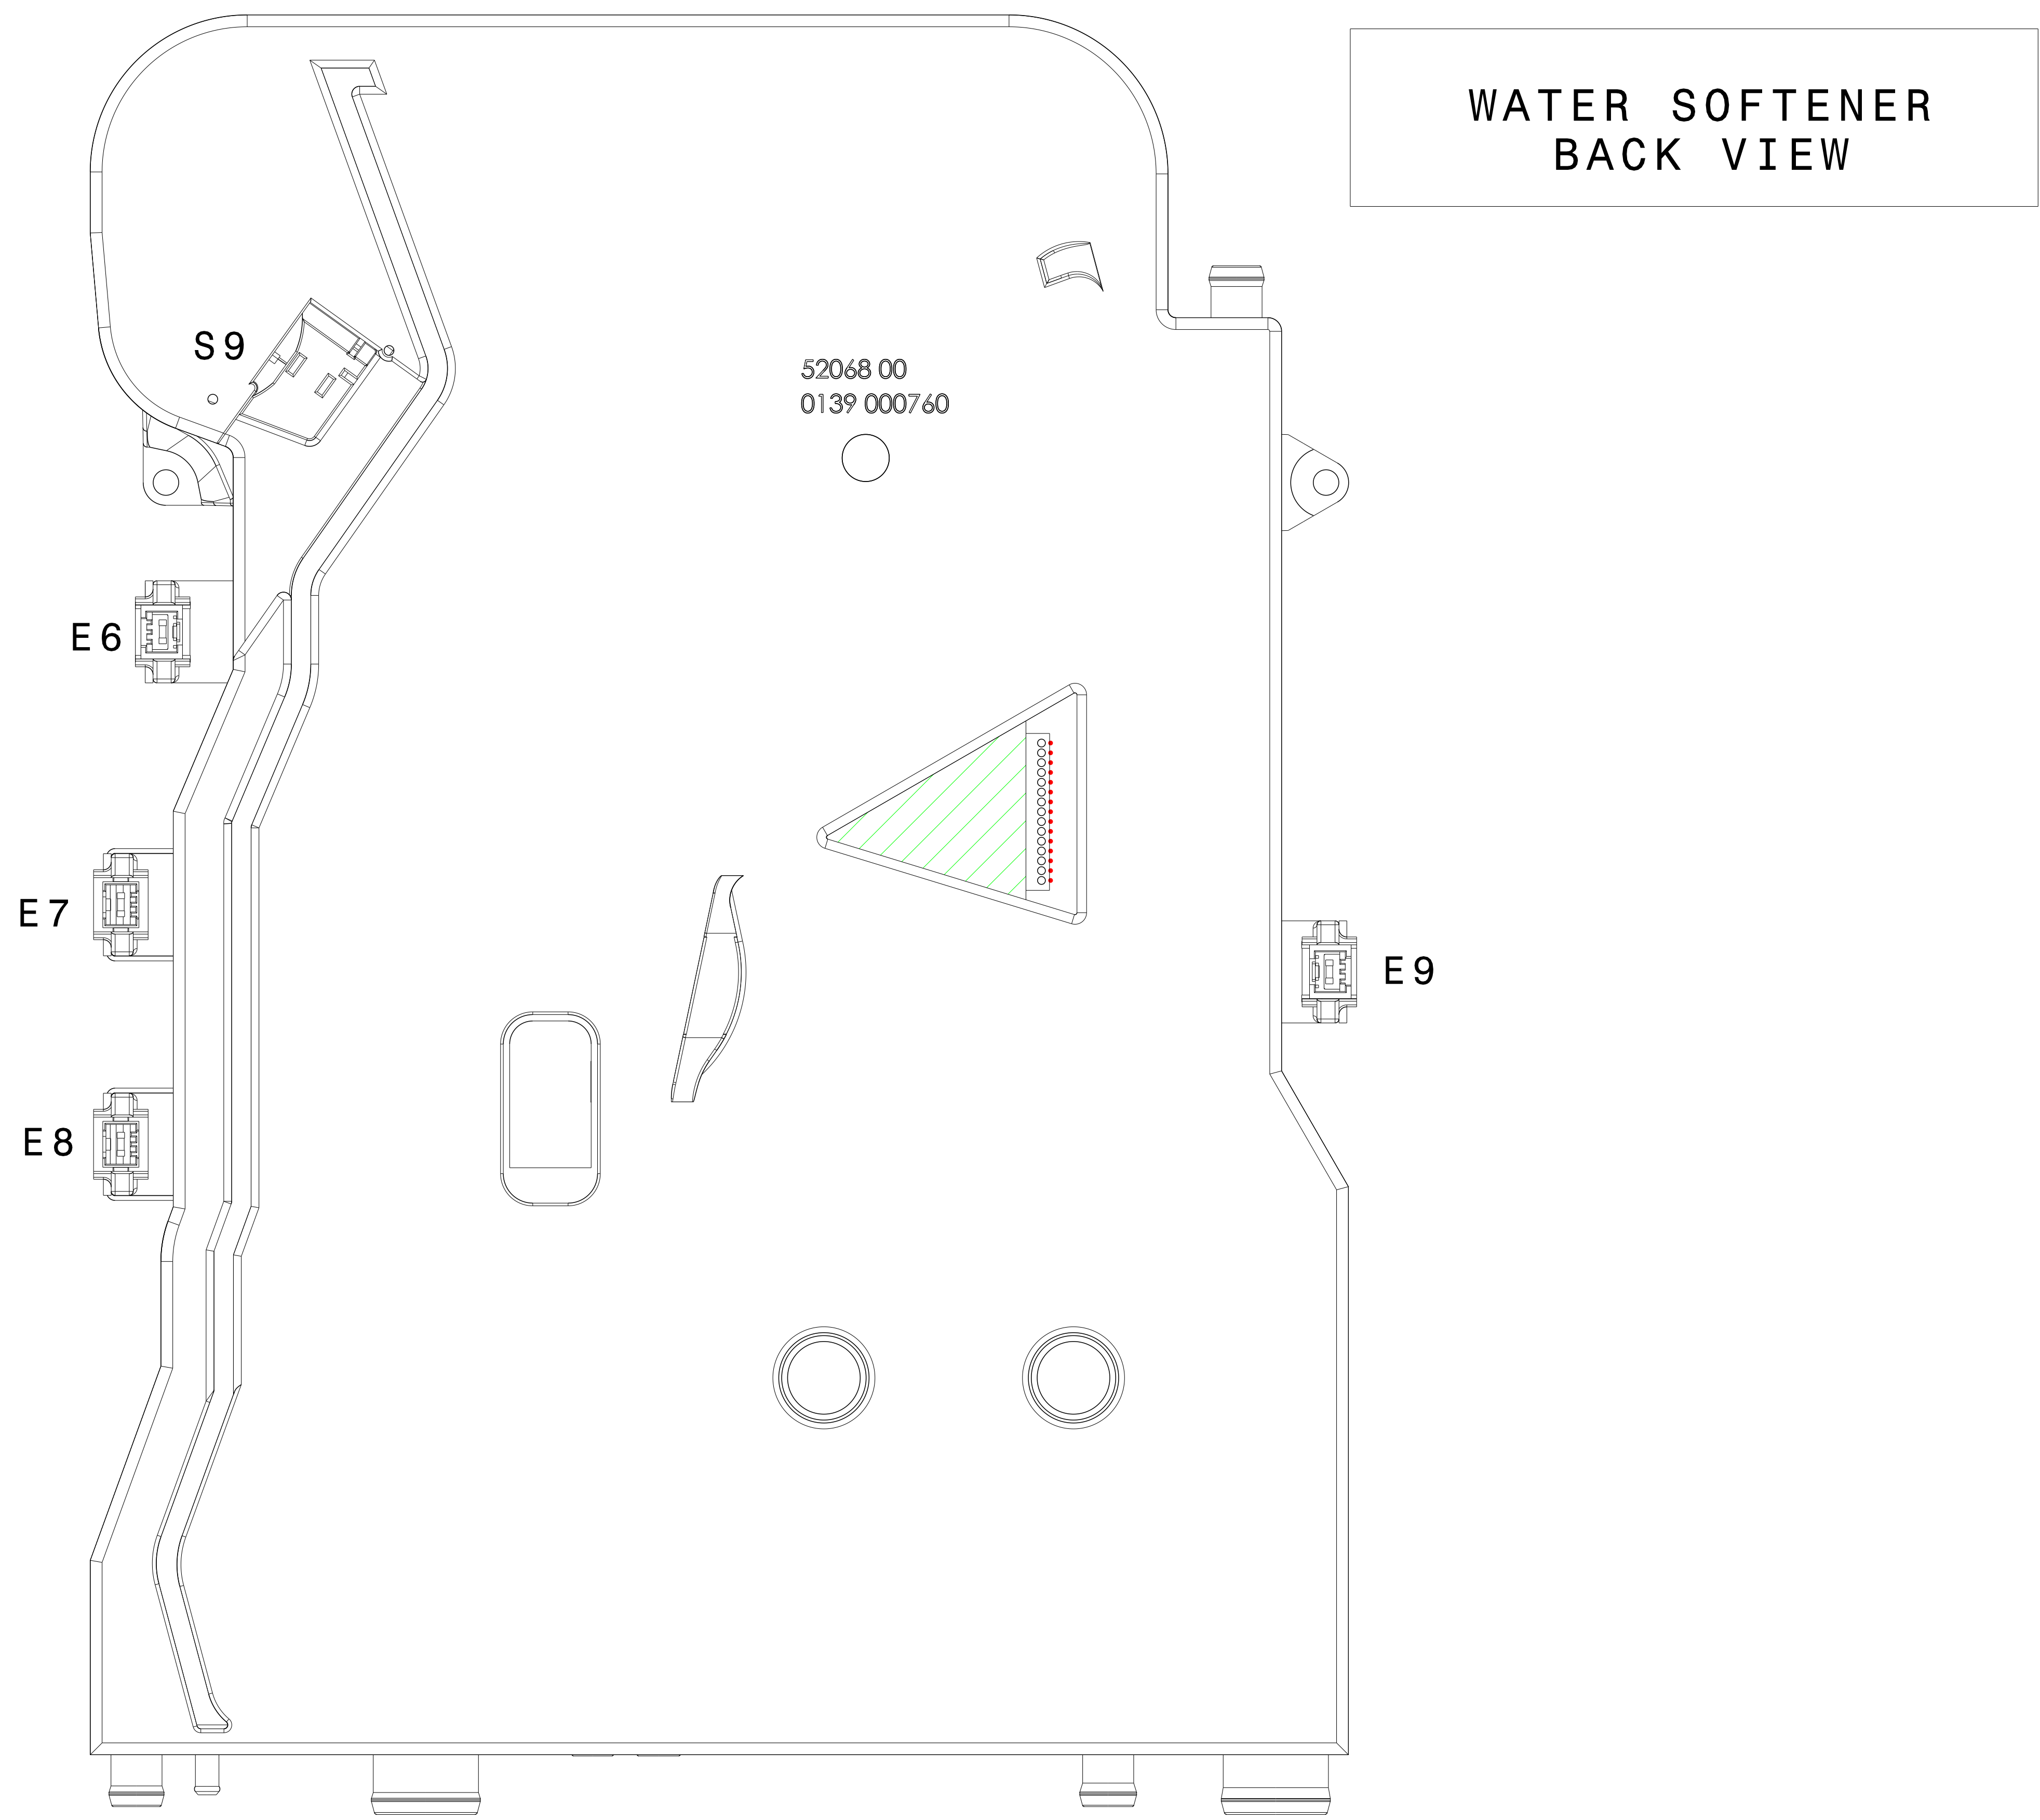 WATER SOFTENER
BACK VIEW
S9
52068 00
0139 000760
E6
E7
E9
E8